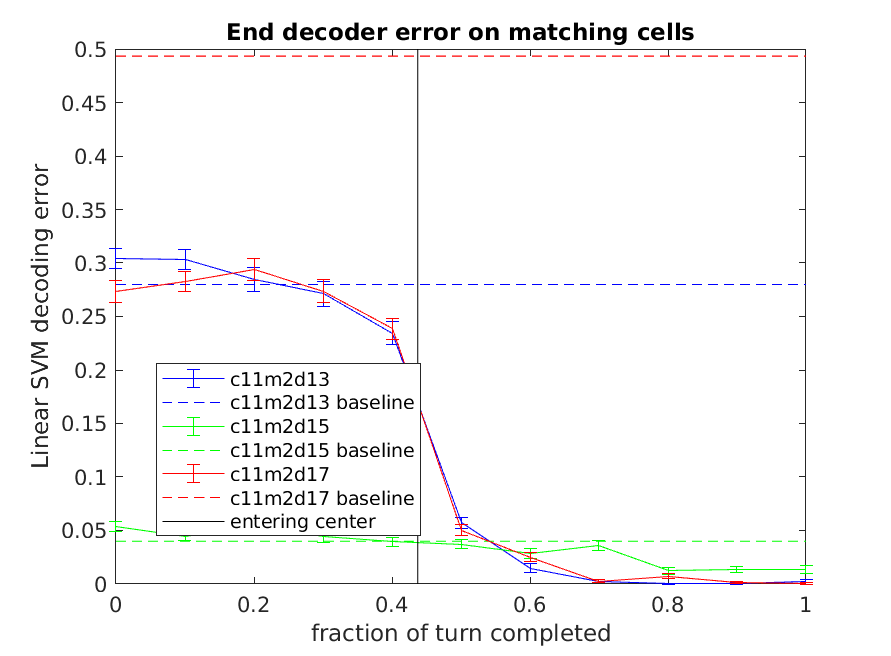 End decoder error on matching cells
0.5
0.45
0.4
0.35
0.3
0.25
0.2
0.15
0.1
0.05
0
Linear SVM decoding error
c11m2d13
c11m2d13 baseline
c11m2d15
c11m2d15 baseline
c11m2d17
c11m2d17 baseline
entering center
0 0.2 0.4 0.6 0.8 1
fraction of turn completed